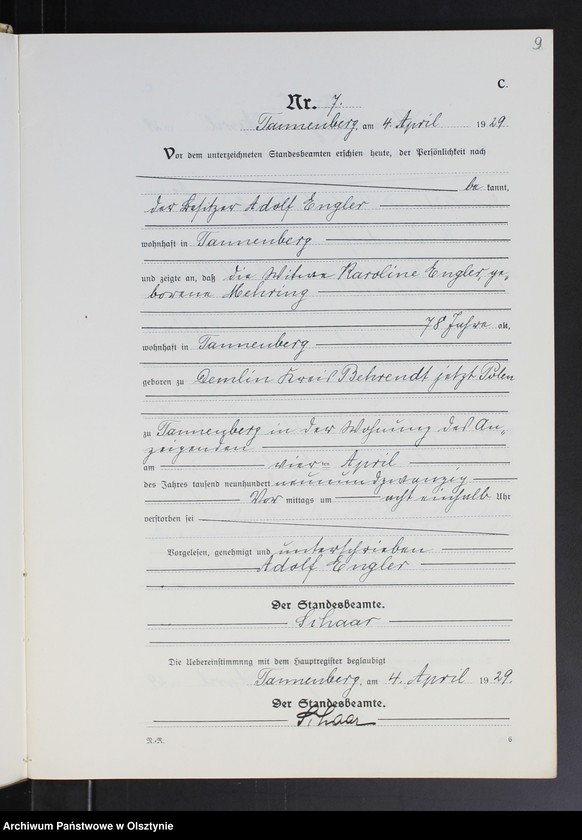 9
C.
Nr. 7.
Tannenberg, am 4. April 1929
Vor dem unterzeichneten Standesbeamten erschien heute, der Persönlichkeit nach
be kannt,
der Besitzer Adolf Engler
wohnhaft in Tannenberg
und zeigte an, daß die Witwe Karoline Engler, ge-
borene Mehring
78 Jahre alt,
wohnhaft in Tannenberg
geboren zu Demlin Kreis Behrendt jetzt Polen
zu Tannenberg in der Wohnung des An-
zeigenden
am vierten April
des Jahres tausend neunhundert neunundzwanzig
Vor mittags um acht einhalb Uhr
verstorben sei
Vorgelesen, genehmigt und unterschrieben
Adolf Engler
Der Standesbeamte.
Schaar
Die Uebereinstimmung mit dem Hauptregister beglaubigt
Tannenberg, am 4. April 1929.
Der Standesbeamte.
Schaar
6
Archiwum Państwowe w Olsztynie